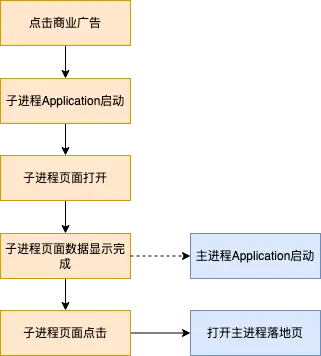 点击商业广告
子进程Application启动
子进程页面打开
子进程页面数据显示完
成
主进程Application启动
子进程页面点击
打开主进程落地页